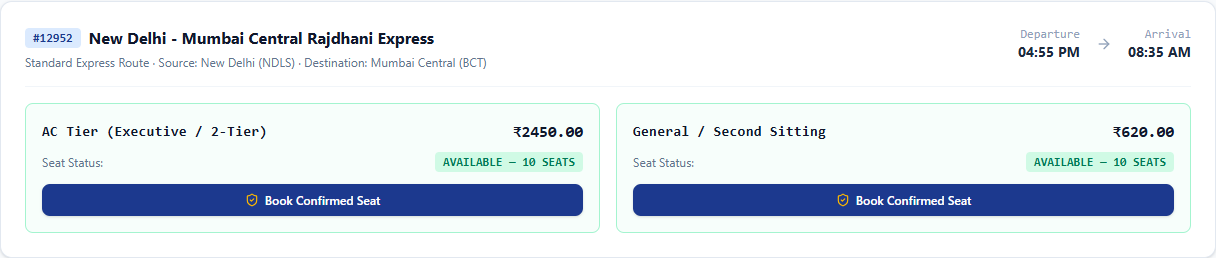 #12952 New Delhi - Mumbai Central Rajdhani Express
Standard Express Route · Source: New Delhi (NDLS) · Destination: Mumbai Central (BCT)
Departure
04:55 PM
→
Arrival
08:35 AM
AC Tier (Executive / 2-Tier) ₹2450.00
Seat Status: AVAILABLE — 10 SEATS
Book Confirmed Seat
General / Second Sitting ₹620.00
Seat Status: AVAILABLE — 10 SEATS
Book Confirmed Seat